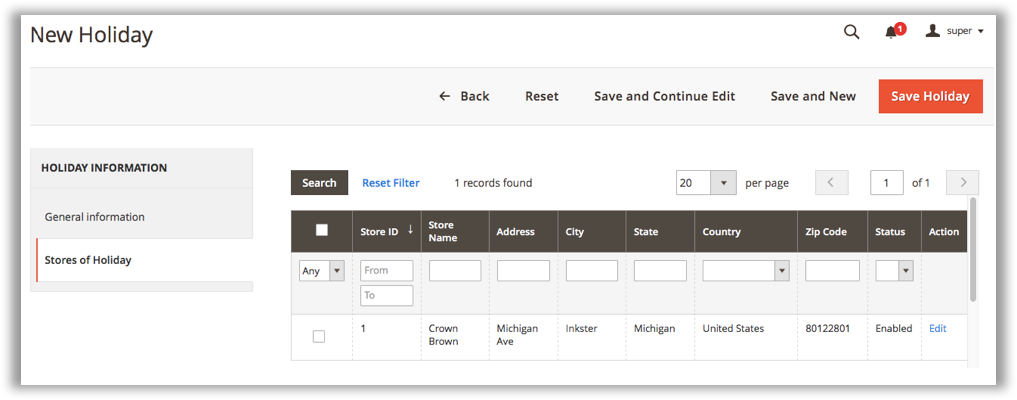 New Holiday
1 super
← Back Reset Save and Continue Edit Save and New Save Holiday
HOLIDAY INFORMATION
General information
Stores of Holiday
Search Reset Filter 1 records found 20 per page 1 of 1
Store ID ↓ Store Name Address City State Country Zip Code Status Action
Any From
To
1 Crown Brown Michigan Ave Inkster Michigan United States 80122801 Enabled Edit